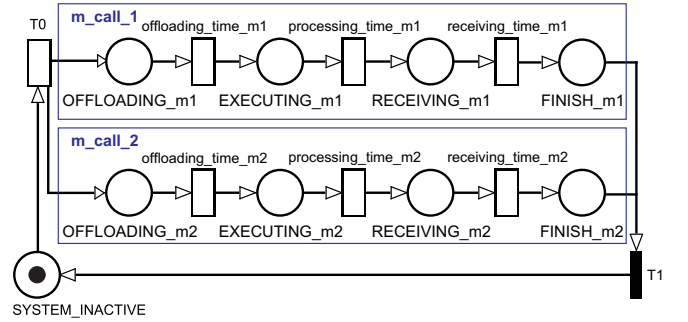 m_call_1
T0
offloading_time_m1 processing_time_m1 receiving_time_m1
OFFLOADING_m1 EXECUTING_m1 RECEIVING_m1 FINISH_m1
m_call_2
offloading_time_m2 processing_time_m2 receiving_time_m2
OFFLOADING_m2 EXECUTING_m2 RECEIVING_m2 FINISH_m2
T1
SYSTEM_INACTIVE